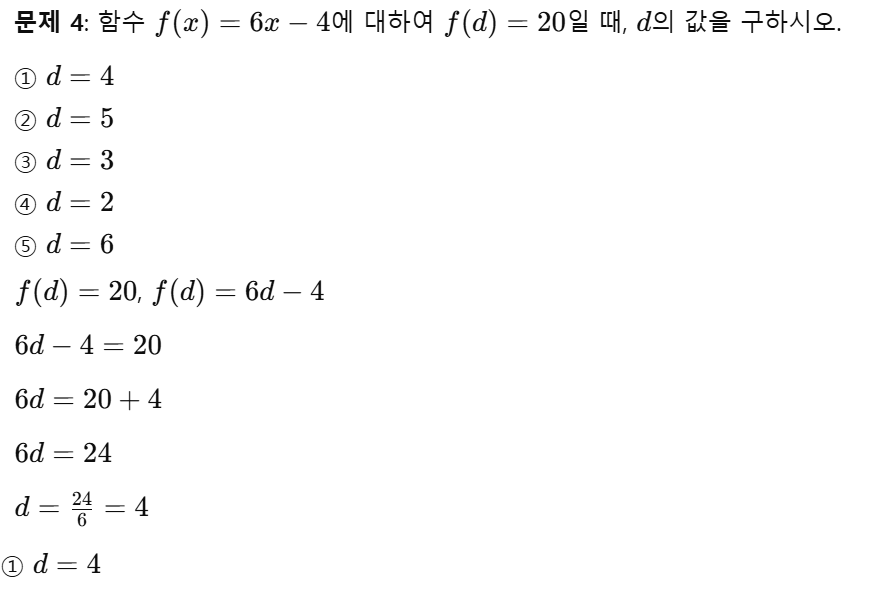 문제 4: 함수 f(x) = 6x − 4에 대하여 f(d) = 20일 때, d의 값을 구하시오.
① d = 4
② d = 5
③ d = 3
④ d = 2
⑤ d = 6
f(d) = 20, f(d) = 6d − 4
6d − 4 = 20
6d = 20 + 4
6d = 24
d = 24/6 = 4
① d = 4